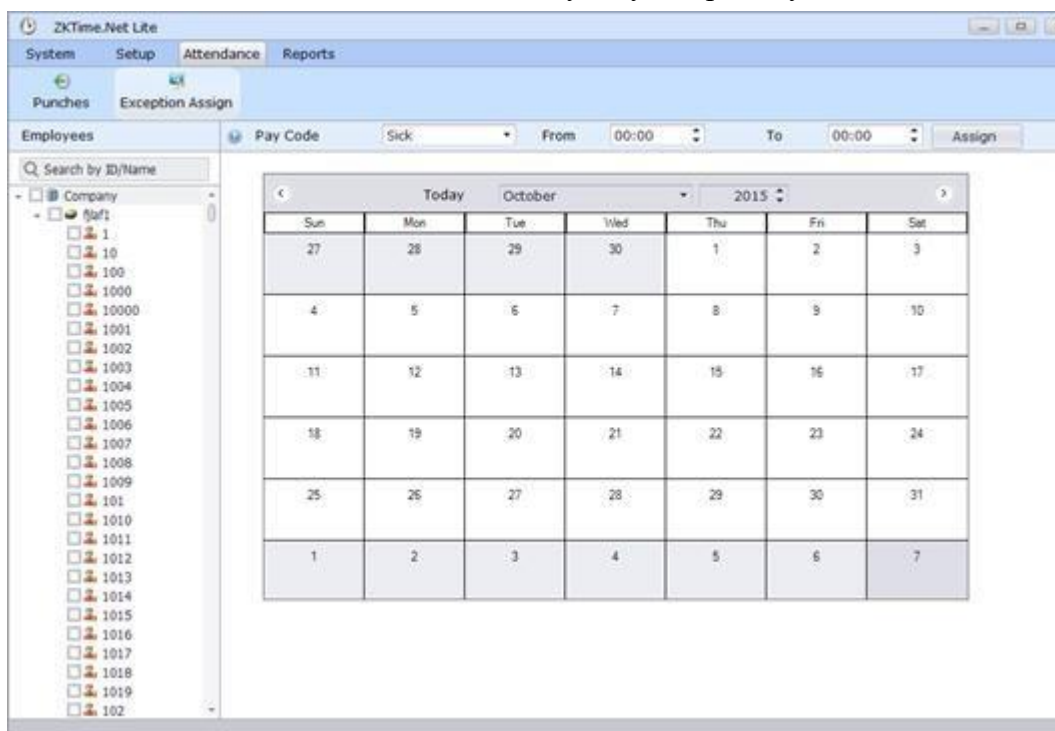 ZKTime.Net Lite
System Setup Attendance Reports
Punches Exception Assign
Employees
Pay Code Sick From 00:00 To 00:00 Assign
Search by ID/Name
Company
1
10
100
1000
10000
1001
1002
1003
1004
1005
1006
1007
1008
1009
101
1010
1011
1012
1013
1014
1015
1016
1017
1018
1019
102
Today October 2015
Sun Mon Tue Wed Thu Fri Sat
27 28 29 30 1 2 3
4 5 6 7 8 9 10
11 12 13 14 15 16 17
18 19 20 21 22 23 24
25 26 27 28 29 30 31
1 2 3 4 5 6 7